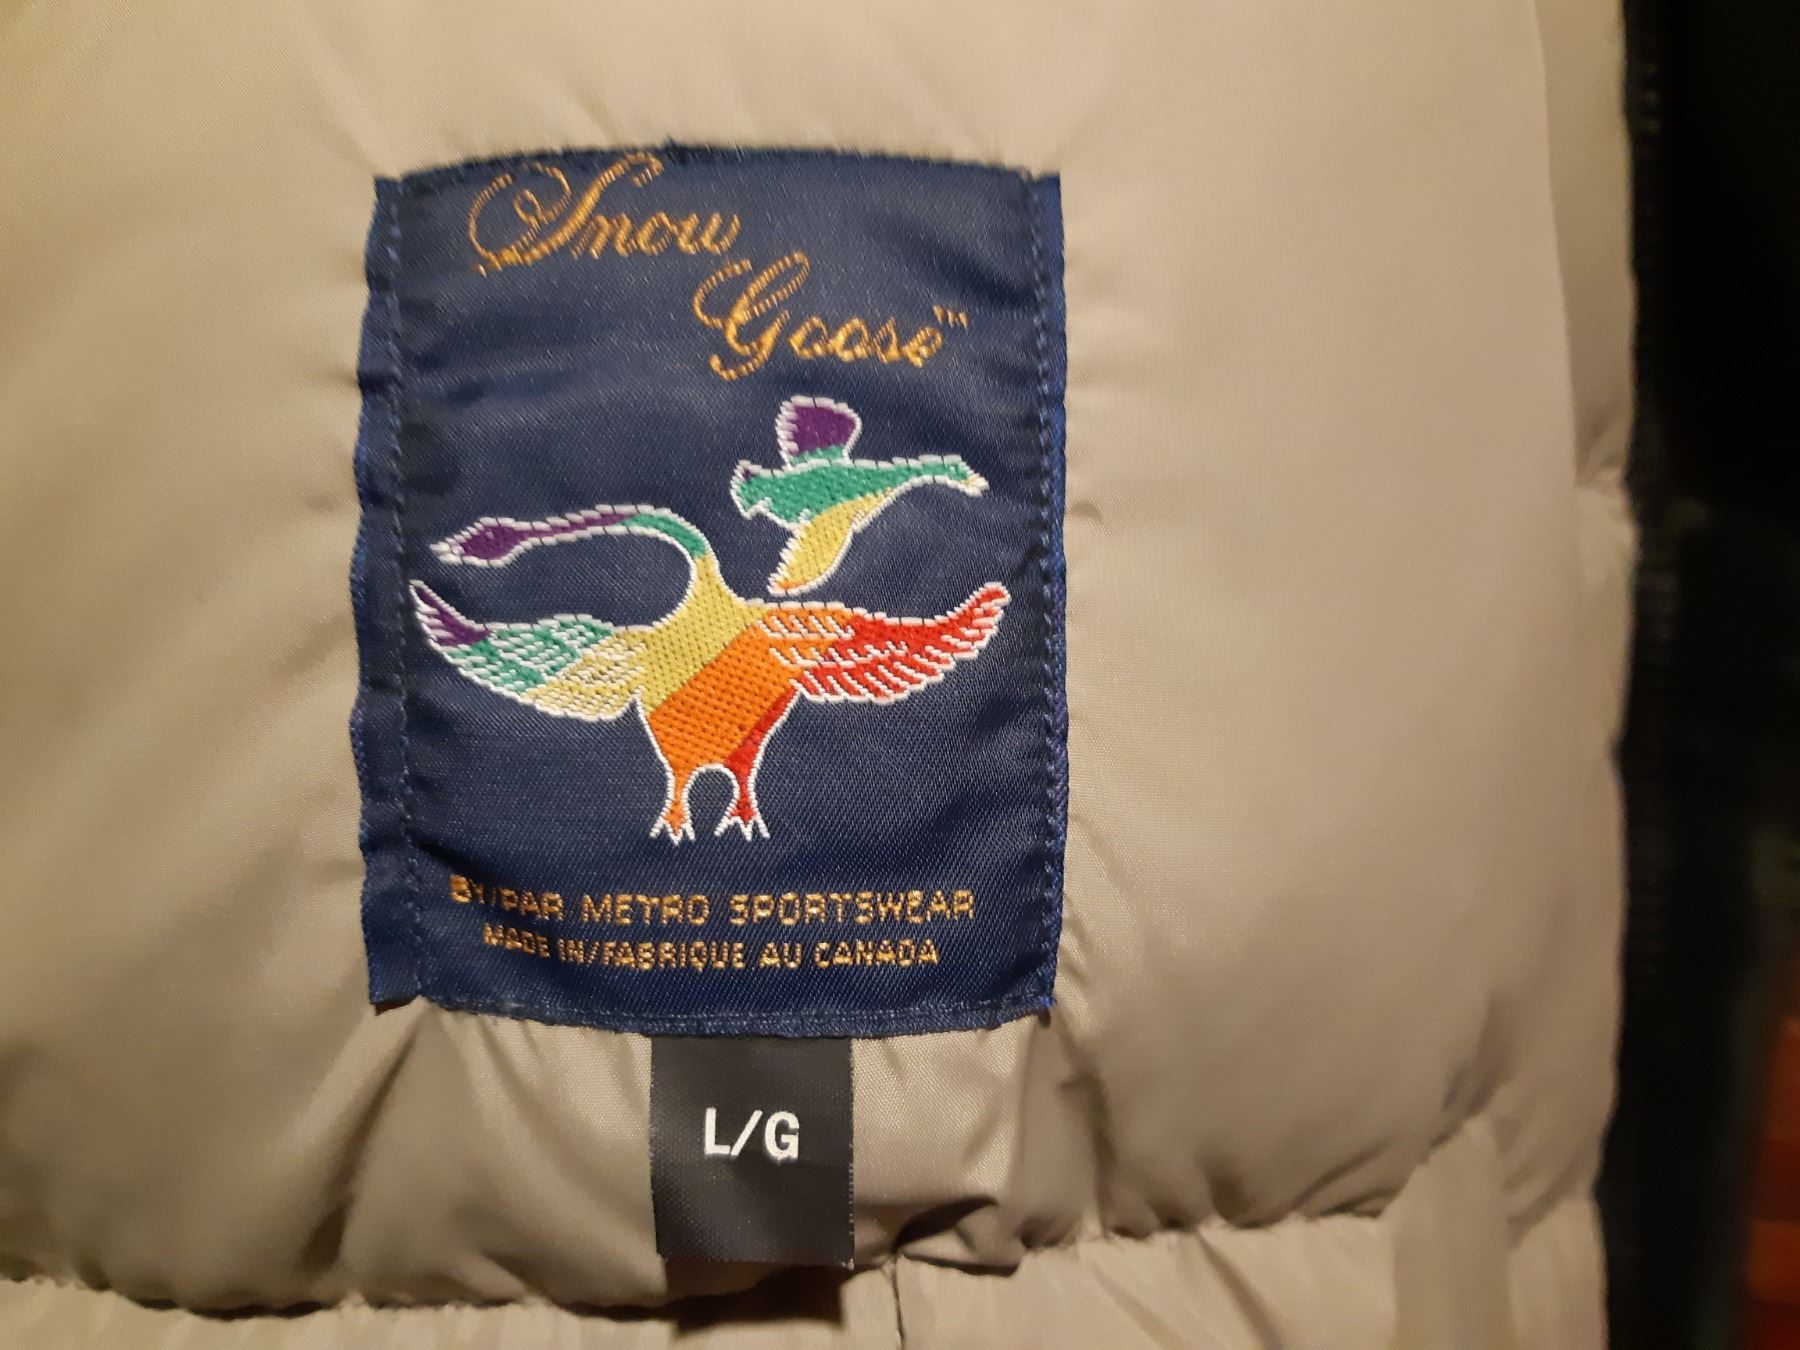 Snow
Goose™
BY/PAR METRO SPORTSWEAR
MADE IN/FABRIQUE AU CANADA
L/G